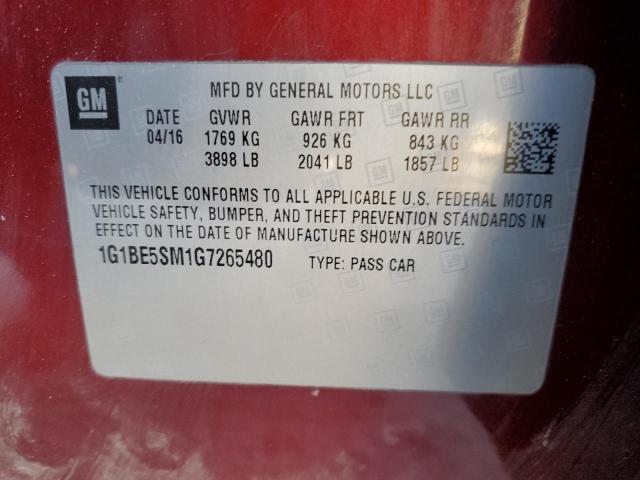 GM ®
MFD BY GENERAL MOTORS LLC
DATE GVWR GAWR FRT GAWR RR
04/16 1769 KG 926 KG 843 KG
3898 LB 2041 LB 1857 LB
THIS VEHICLE CONFORMS TO ALL APPLICABLE U.S. FEDERAL MOTOR
VEHICLE SAFETY, BUMPER, AND THEFT PREVENTION STANDARDS IN
EFFECT ON THE DATE OF MANUFACTURE SHOWN ABOVE.
1G1BE5SM1G7265480 TYPE: PASS CAR